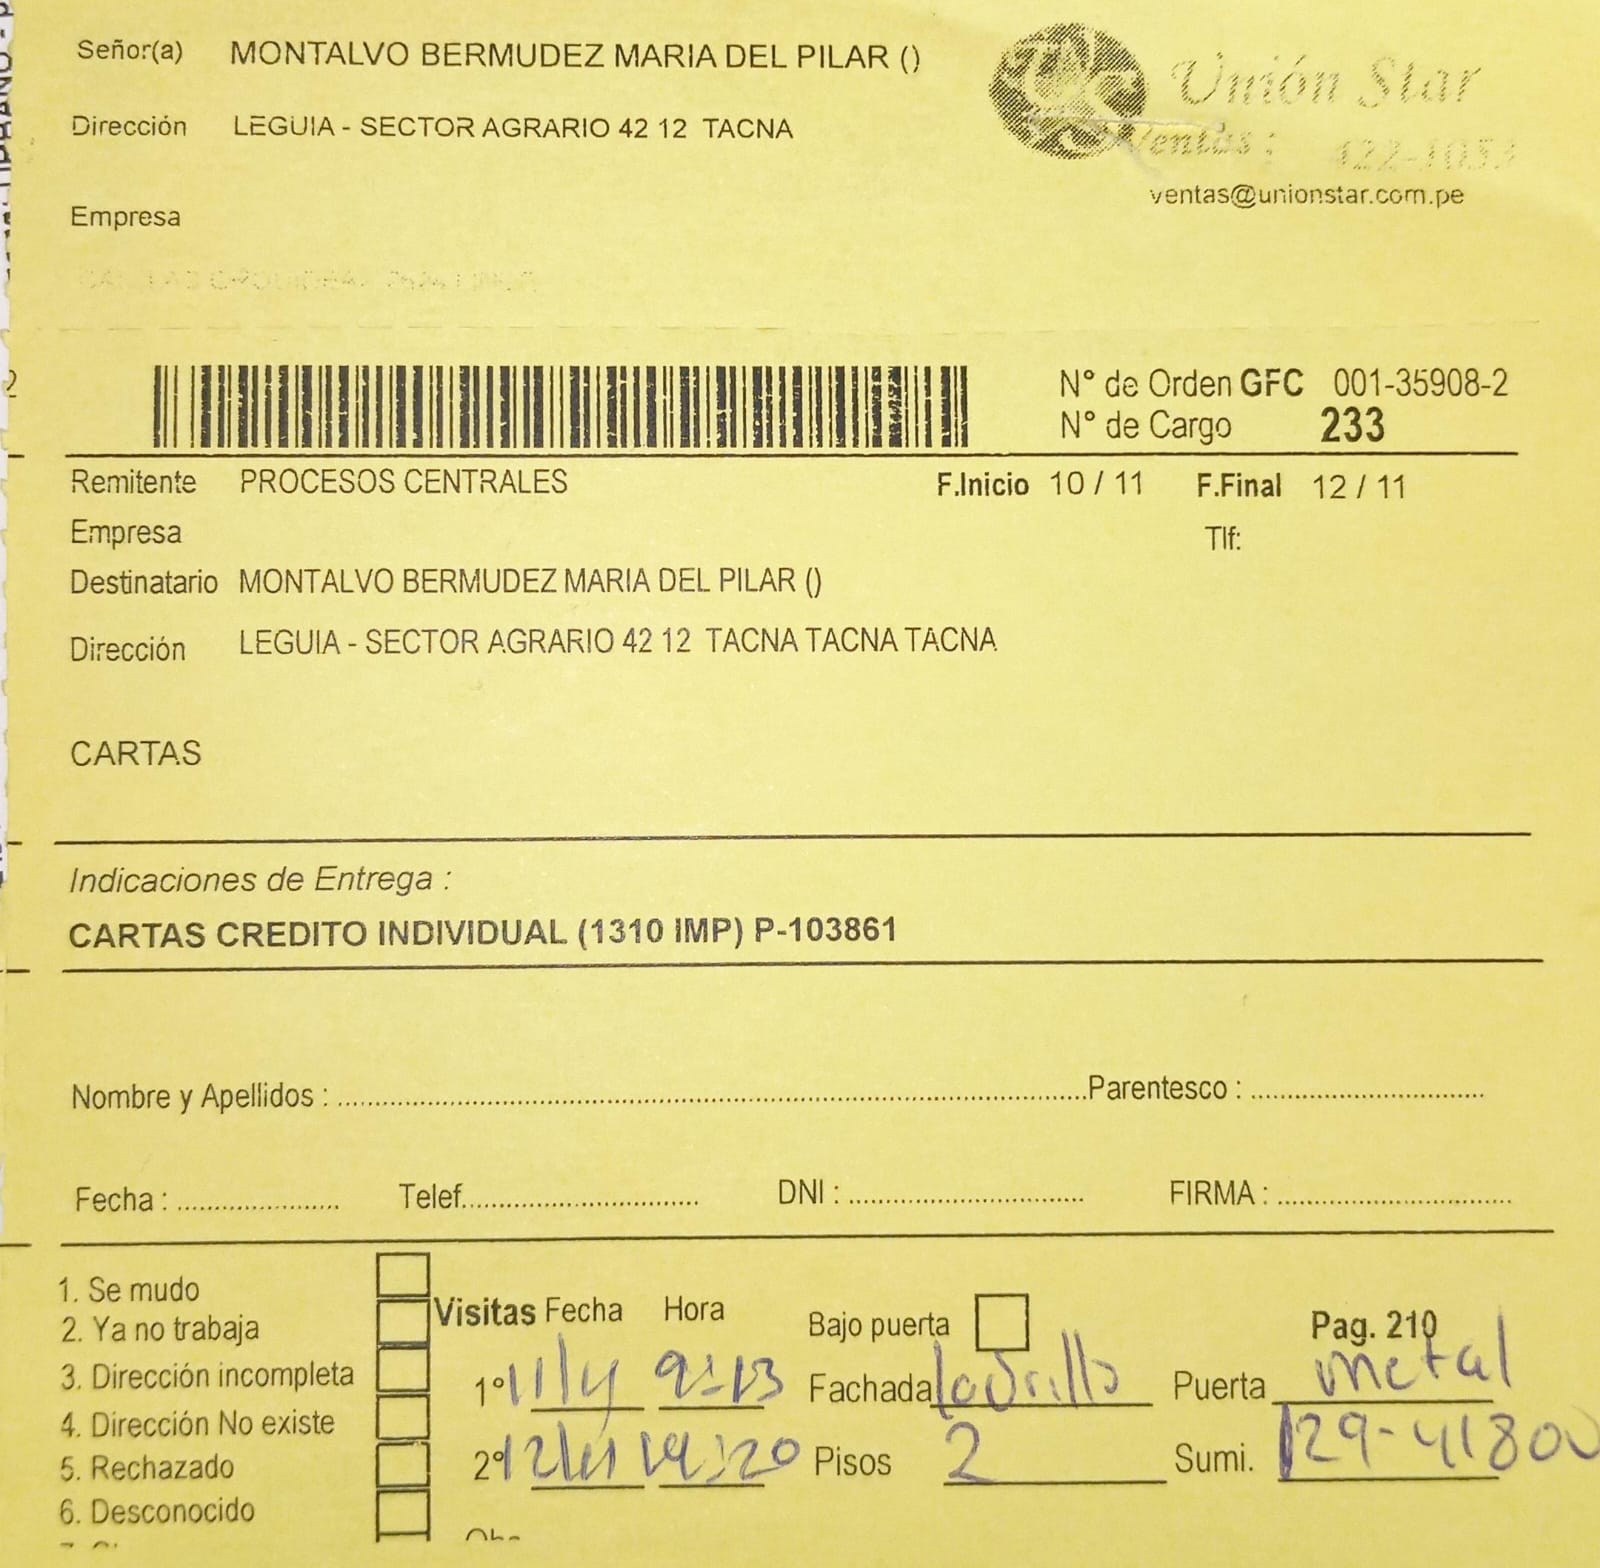 Señor(a) MONTALVO BERMUDEZ MARIA DEL PILAR ()
Unión Star
Dirección LEGUIA - SECTOR AGRARIO 42 12 TACNA
Ventas: 422-1053
ventas@unionstar.com.pe
Empresa
N° de Orden GFC 001-35908-2
N° de Cargo 233
Remitente PROCESOS CENTRALES F.Inicio 10 / 11 F.Final 12 / 11
Empresa Tlf:
Destinatario MONTALVO BERMUDEZ MARIA DEL PILAR ()
Dirección LEGUIA - SECTOR AGRARIO 42 12 TACNA TACNA TACNA
CARTAS
Indicaciones de Entrega :
CARTAS CREDITO INDIVIDUAL (1310 IMP) P-103861
Nombre y Apellidos : Parentesco :
Fecha : Telef. DNI : FIRMA :
1. Se mudo
2. Ya no trabaja
3. Dirección incompleta
4. Dirección No existe
5. Rechazado
6. Desconocido
Visitas Fecha Hora
1° 11/11 9:13
2° 12/11 14:20
Bajo puerta
Fachada ladrillo
Pisos 2
Pag. 210
Puerta metal
Sumi. 129-41800